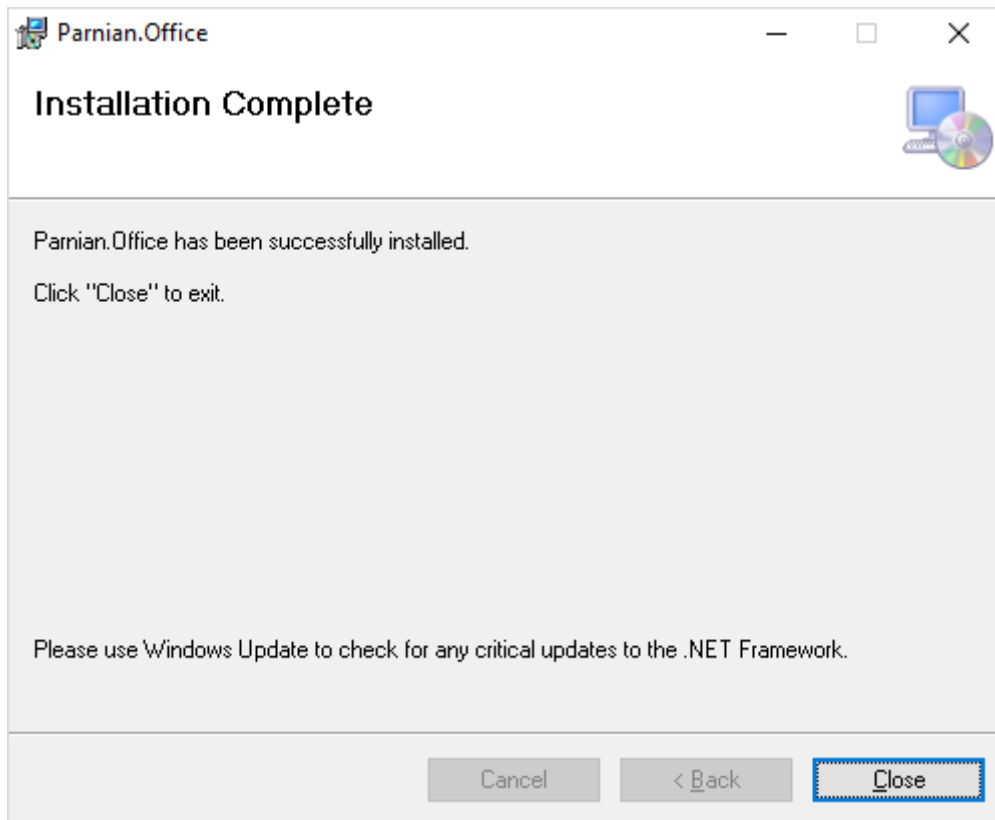 Parnian.Office
Installation Complete
Parnian.Office has been successfully installed.
Click "Close" to exit.
Please use Windows Update to check for any critical updates to the .NET Framework.
Cancel
< Back
Close